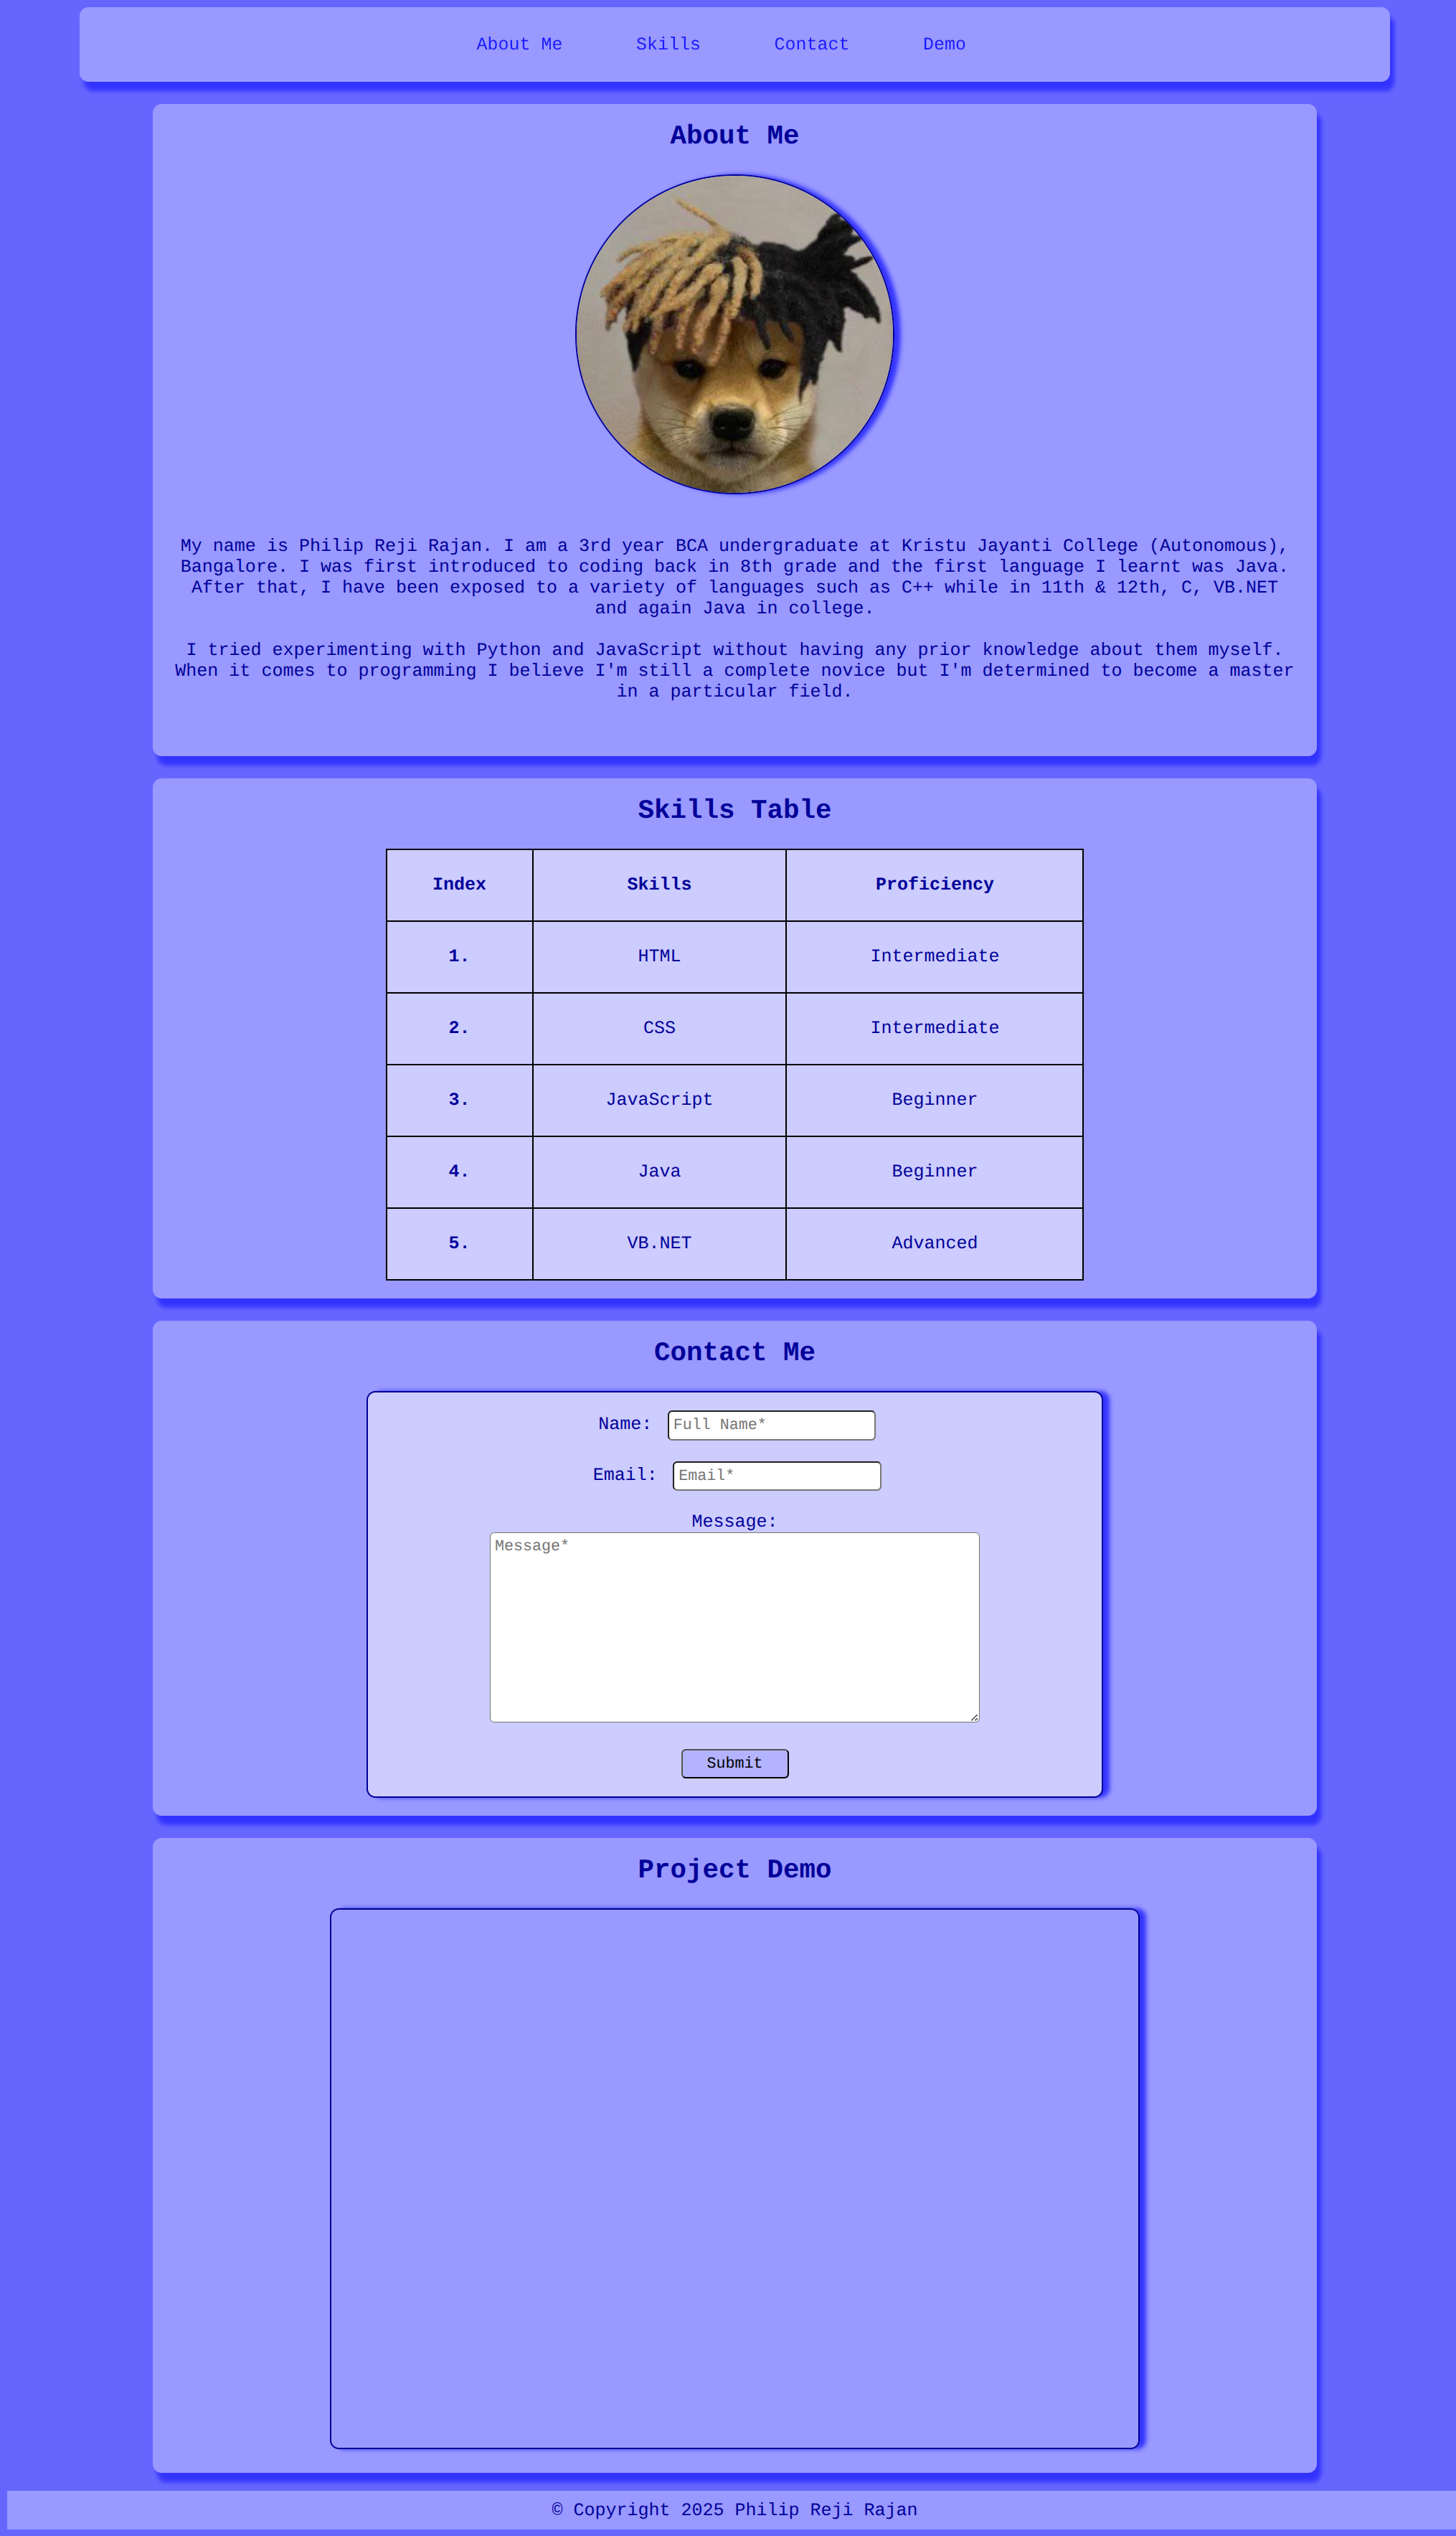 About Me Skills Contact Demo
About Me
My name is Philip Reji Rajan. I am a 3rd year BCA undergraduate at Kristu Jayanti College (Autonomous),
Bangalore. I was first introduced to coding back in 8th grade and the first language I learnt was Java.
After that, I have been exposed to a variety of languages such as C++ while in 11th & 12th, C, VB.NET
and again Java in college.
I tried experimenting with Python and JavaScript without having any prior knowledge about them myself.
When it comes to programming I believe I'm still a complete novice but I'm determined to become a master
in a particular field.
Skills Table
Index Skills Proficiency
1. HTML Intermediate
2. CSS Intermediate
3. JavaScript Beginner
4. Java Beginner
5. VB.NET Advanced
Contact Me
Name: Full Name*
Email: Email*
Message:
Message*
Submit
Project Demo
© Copyright 2025 Philip Reji Rajan